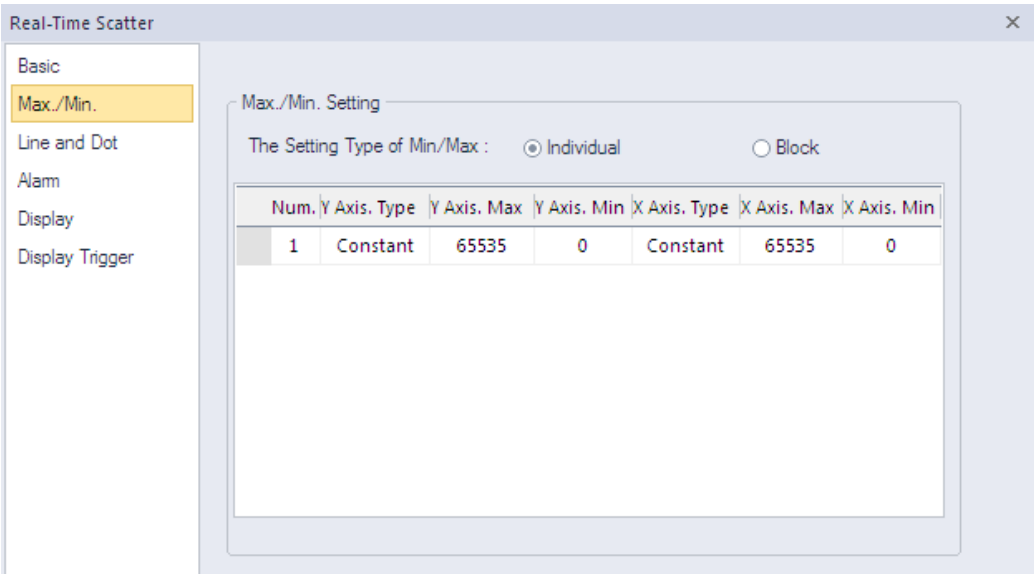 Real-Time Scatter
Basic
Max./Min.
Line and Dot
Alarm
Display
Display Trigger
Max./Min. Setting
The Setting Type of Min/Max : Individual Block
Num. Y Axis. Type Y Axis. Max Y Axis. Min X Axis. Type X Axis. Max X Axis. Min
1 Constant 65535 0 Constant 65535 0